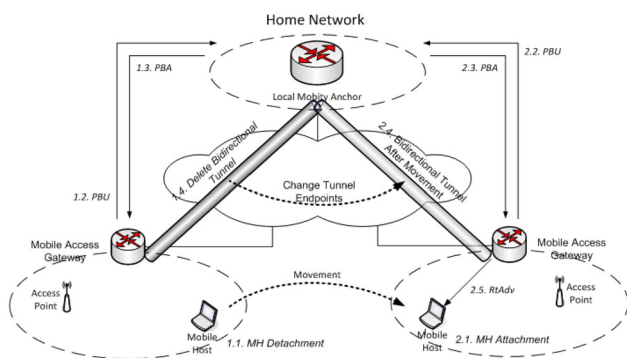 Home Network
1.3. PBA
2.3. PBA
2.2. PBU
Local Mobity Anchor
1.4. Delete Bidirectional
Tunnel
2.4. Bidirectional Tunnel
After Movement
Change Tunnel
Endpoints
1.2. PBU
Mobile Access
Gateway
Mobile Access
Gateway
Movement
2.5. RtAdv
Access
Point
Mobile
Host
1.1. MH Detachment
Mobile
Host
2.1. MH Attachment
Access
Point